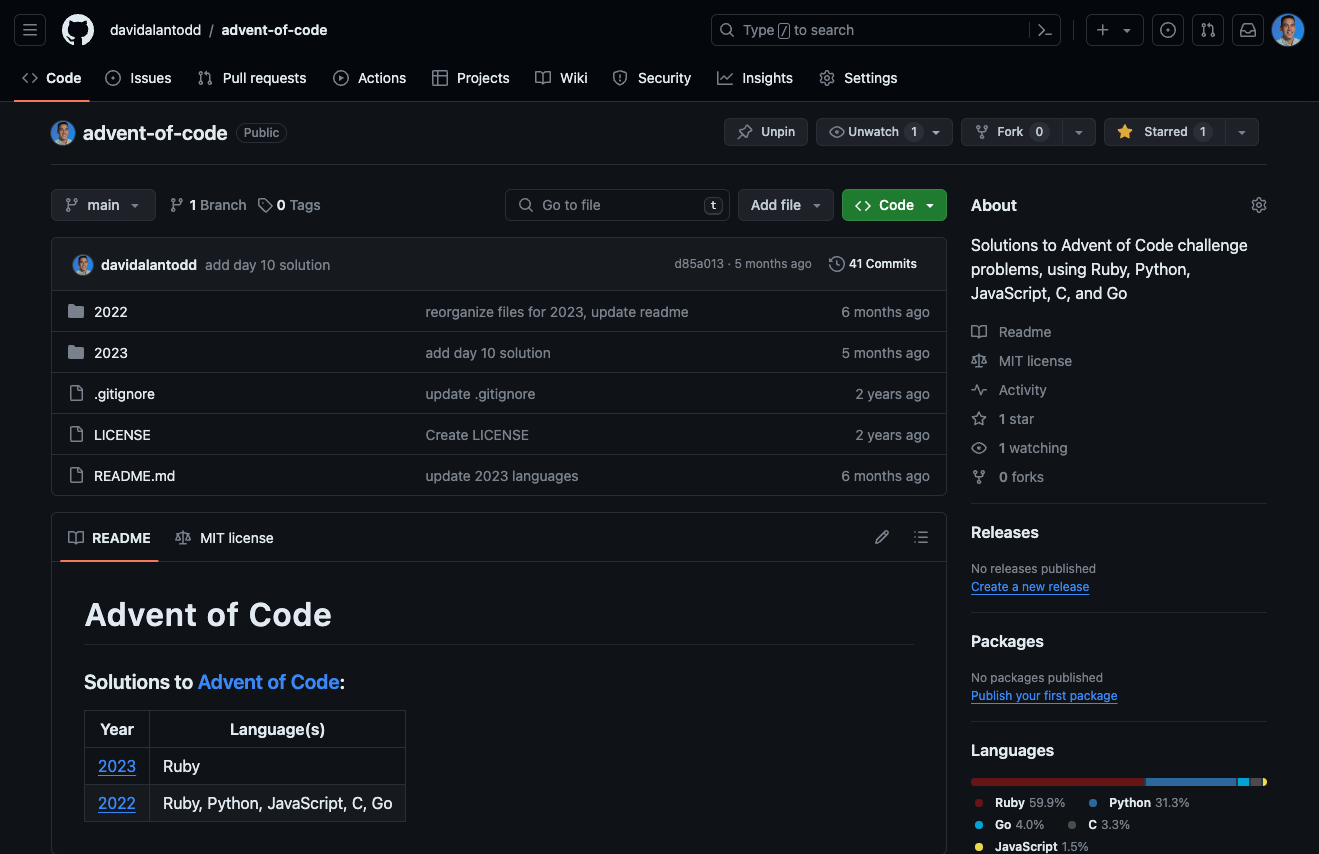 davidalantodd / advent-of-code
Type / to search
Code Issues Pull requests Actions Projects Wiki Security Insights Settings
advent-of-code Public
Unpin Unwatch 1 Fork 0 Starred 1
main 1 Branch 0 Tags Go to file t Add file Code
davidalantodd add day 10 solution d85a013 · 5 months ago 41 Commits
2022 reorganize files for 2023, update readme 6 months ago
2023 add day 10 solution 5 months ago
.gitignore update .gitignore 2 years ago
LICENSE Create LICENSE 2 years ago
README.md update 2023 languages 6 months ago
README MIT license
Advent of Code
Solutions to Advent of Code:
Year Language(s)
2023 Ruby
2022 Ruby, Python, JavaScript, C, Go
About
Solutions to Advent of Code challenge
problems, using Ruby, Python,
JavaScript, C, and Go
Readme
MIT license
Activity
1 star
1 watching
0 forks
Releases
No releases published
Create a new release
Packages
No packages published
Publish your first package
Languages
Ruby 59.9% Python 31.3%
Go 4.0% C 3.3%
JavaScript 1.5%